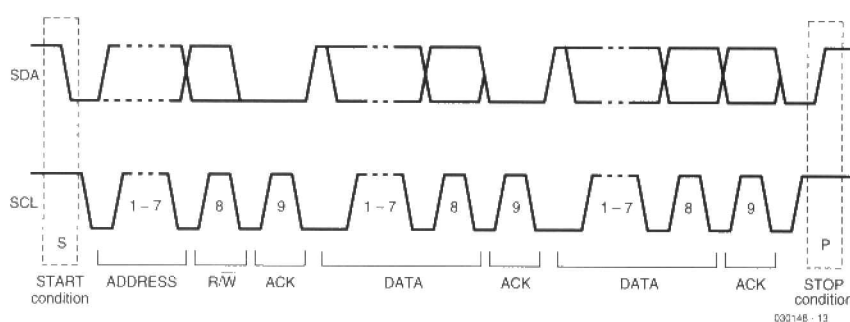 SDA
SCL
1 – 7 8 9 1 – 7 8 9 1 – 7 8 9
S P
START condition ADDRESS R/W̅ ACK DATA ACK DATA ACK STOP condition
030148 - 13